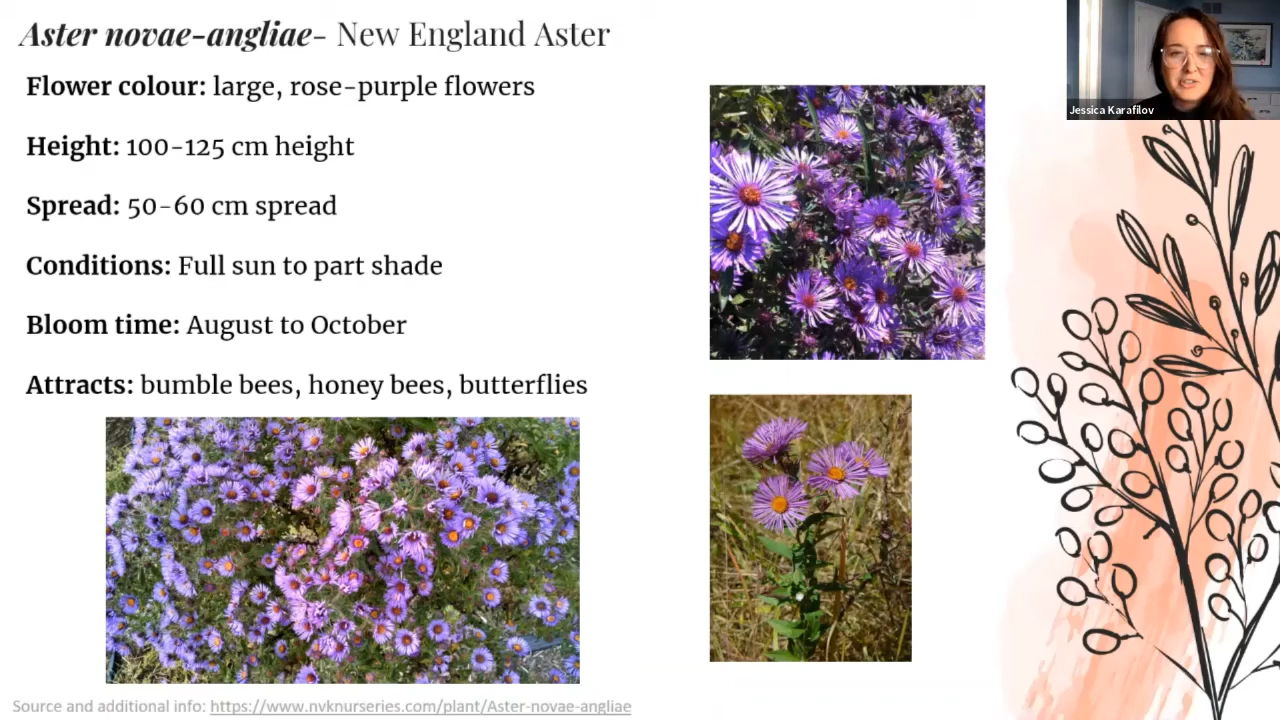 Aster novae-angliae- New England Aster
Flower colour: large, rose-purple flowers
Height: 100-125 cm height
Spread: 50-60 cm spread
Conditions: Full sun to part shade
Bloom time: August to October
Attracts: bumble bees, honey bees, butterflies
Source and additional info: https://www.nvknurseries.com/plant/Aster-novae-angliae
Jessica Karafilov